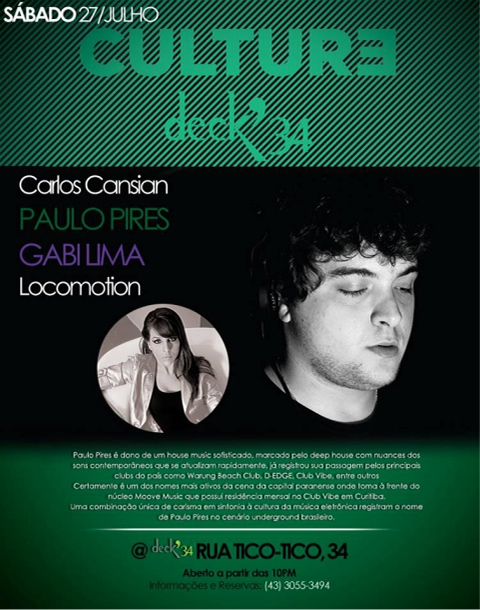 SÁBADO 27/JULHO
CULTURE
deck'34
Carlos Cansian
PAULO PIRES
GABI LIMA
Locomotion
Paulo Pires é dono de um house music sofisticado, marcado pelo deep house com nuances dos
sons contemporâneos que se atualizam rapidamente, já registrou sua passagem pelos principais
clubs do país como Warung Beach Club, D-EDGE, Club Vibe, entre outros
Certamente é um dos nomes mais ativos da cena da capital paranense onde toma à frente do
núcleo Moove Music que possui residência mensal no Club Vibe em Curitiba.
Uma combinação única de carisma em sintonia à cultura da música eletrônica registram o nome
de Paulo Pires no cenário underground brasileiro.
@ deck'34 RUA TICO-TICO, 34
Aberto a partir das 10PM
Informações e Reservas: (43) 3055-3494